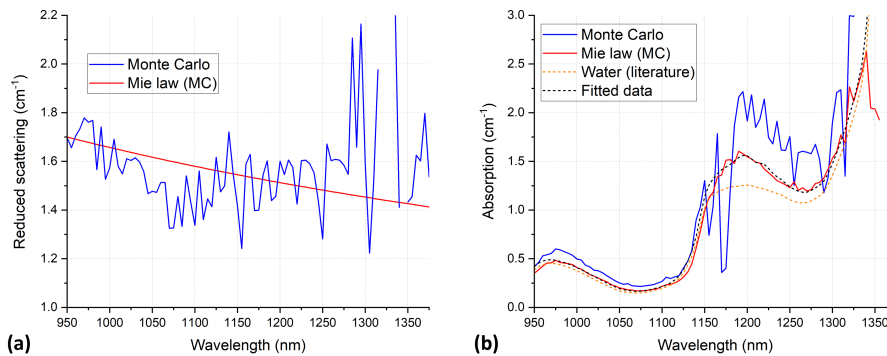 2.2
2.0
1.8
1.6
1.4
1.2
1.0
Reduced scattering (cm-1)
Monte Carlo
Mie law (MC)
950 1000 1050 1100 1150 1200 1250 1300 1350
Wavelength (nm)
(a)
3.0
2.5
2.0
1.5
1.0
0.5
0.0
Absorption (cm-1)
Monte Carlo
Mie law (MC)
Water (literature)
Fitted data
950 1000 1050 1100 1150 1200 1250 1300 1350
Wavelength (nm)
(b)